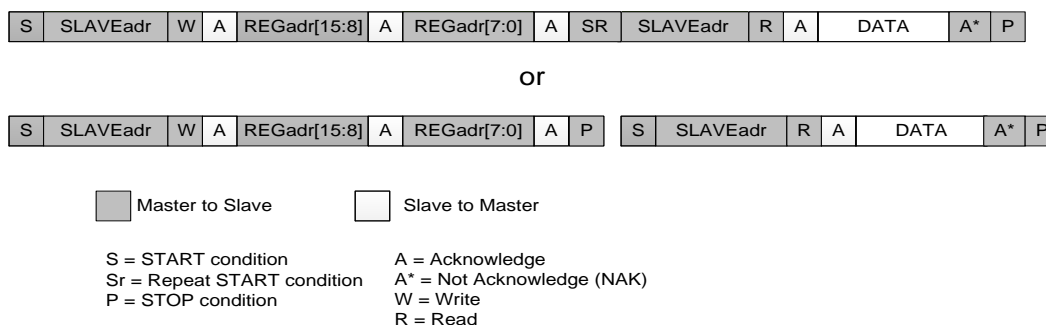 S SLAVEadr W A REGadr[15:8] A REGadr[7:0] A SR SLAVEadr R A DATA A* P
or
S SLAVEadr W A REGadr[15:8] A REGadr[7:0] A P S SLAVEadr R A DATA A* P
Master to Slave Slave to Master
S = START condition A = Acknowledge
Sr = Repeat START condition A* = Not Acknowledge (NAK)
P = STOP condition W = Write
R = Read